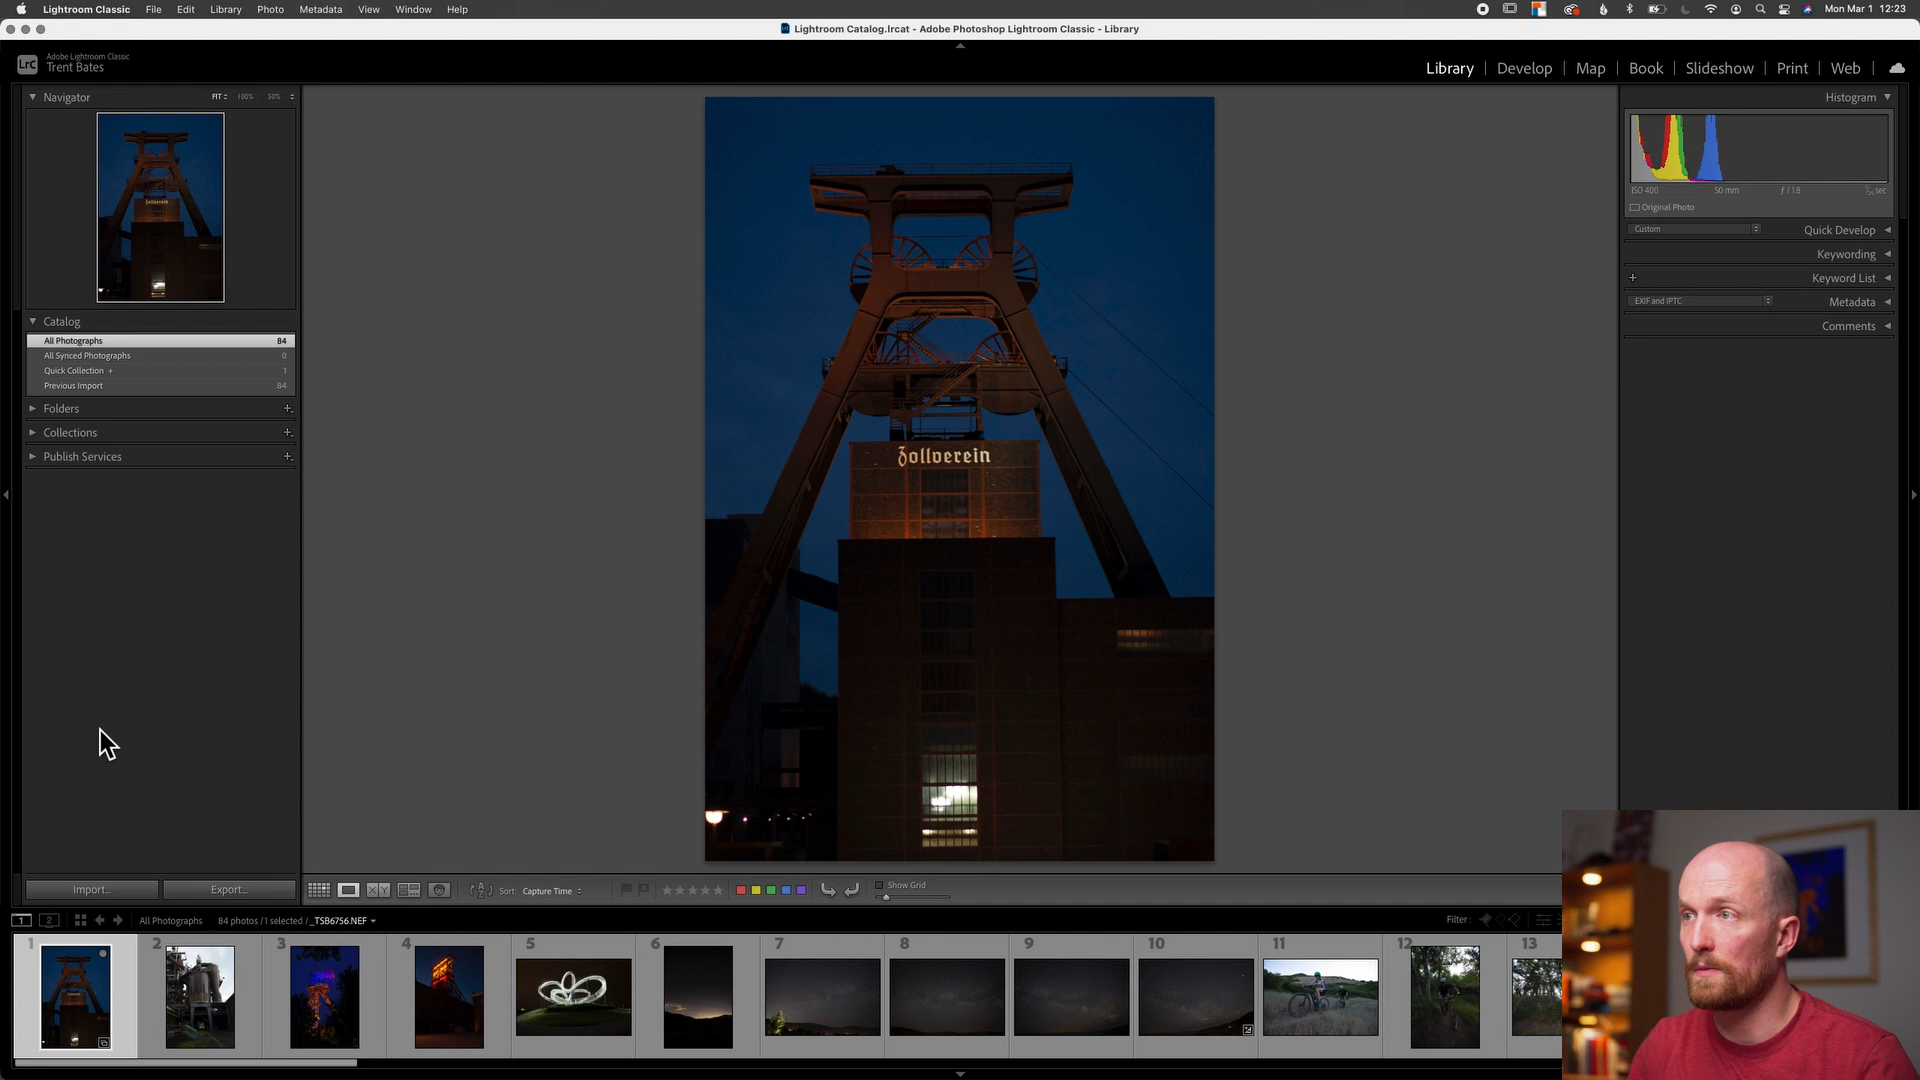 Lightroom Classic File Edit Library Photo Metadata View Window Help Mon Mar 1 12:23
Lightroom Catalog.lrcat - Adobe Photoshop Lightroom Classic - Library
LrC Adobe Lightroom Classic
Trent Bates
Library | Develop | Map | Book | Slideshow | Print | Web
Navigator FIT 100% 50%
Catalog
All Photographs 84
All Synced Photographs 0
Quick Collection + 1
Previous Import 84
Folders +
Collections +
Publish Services +
Zollverein
Histogram
ISO 400 50 mm ƒ / 1.8
Original Photo
Custom Quick Develop
Keywording
+ Keyword List
EXIF and IPTC Metadata
Comments
Import... Export...
XY Sort: Capture Time Show Grid
1 2 All Photographs 84 photos / 1 selected / _TSB6756.NEF Filter :
1 2 3 4 5 6 7 8 9 10 11 12 13